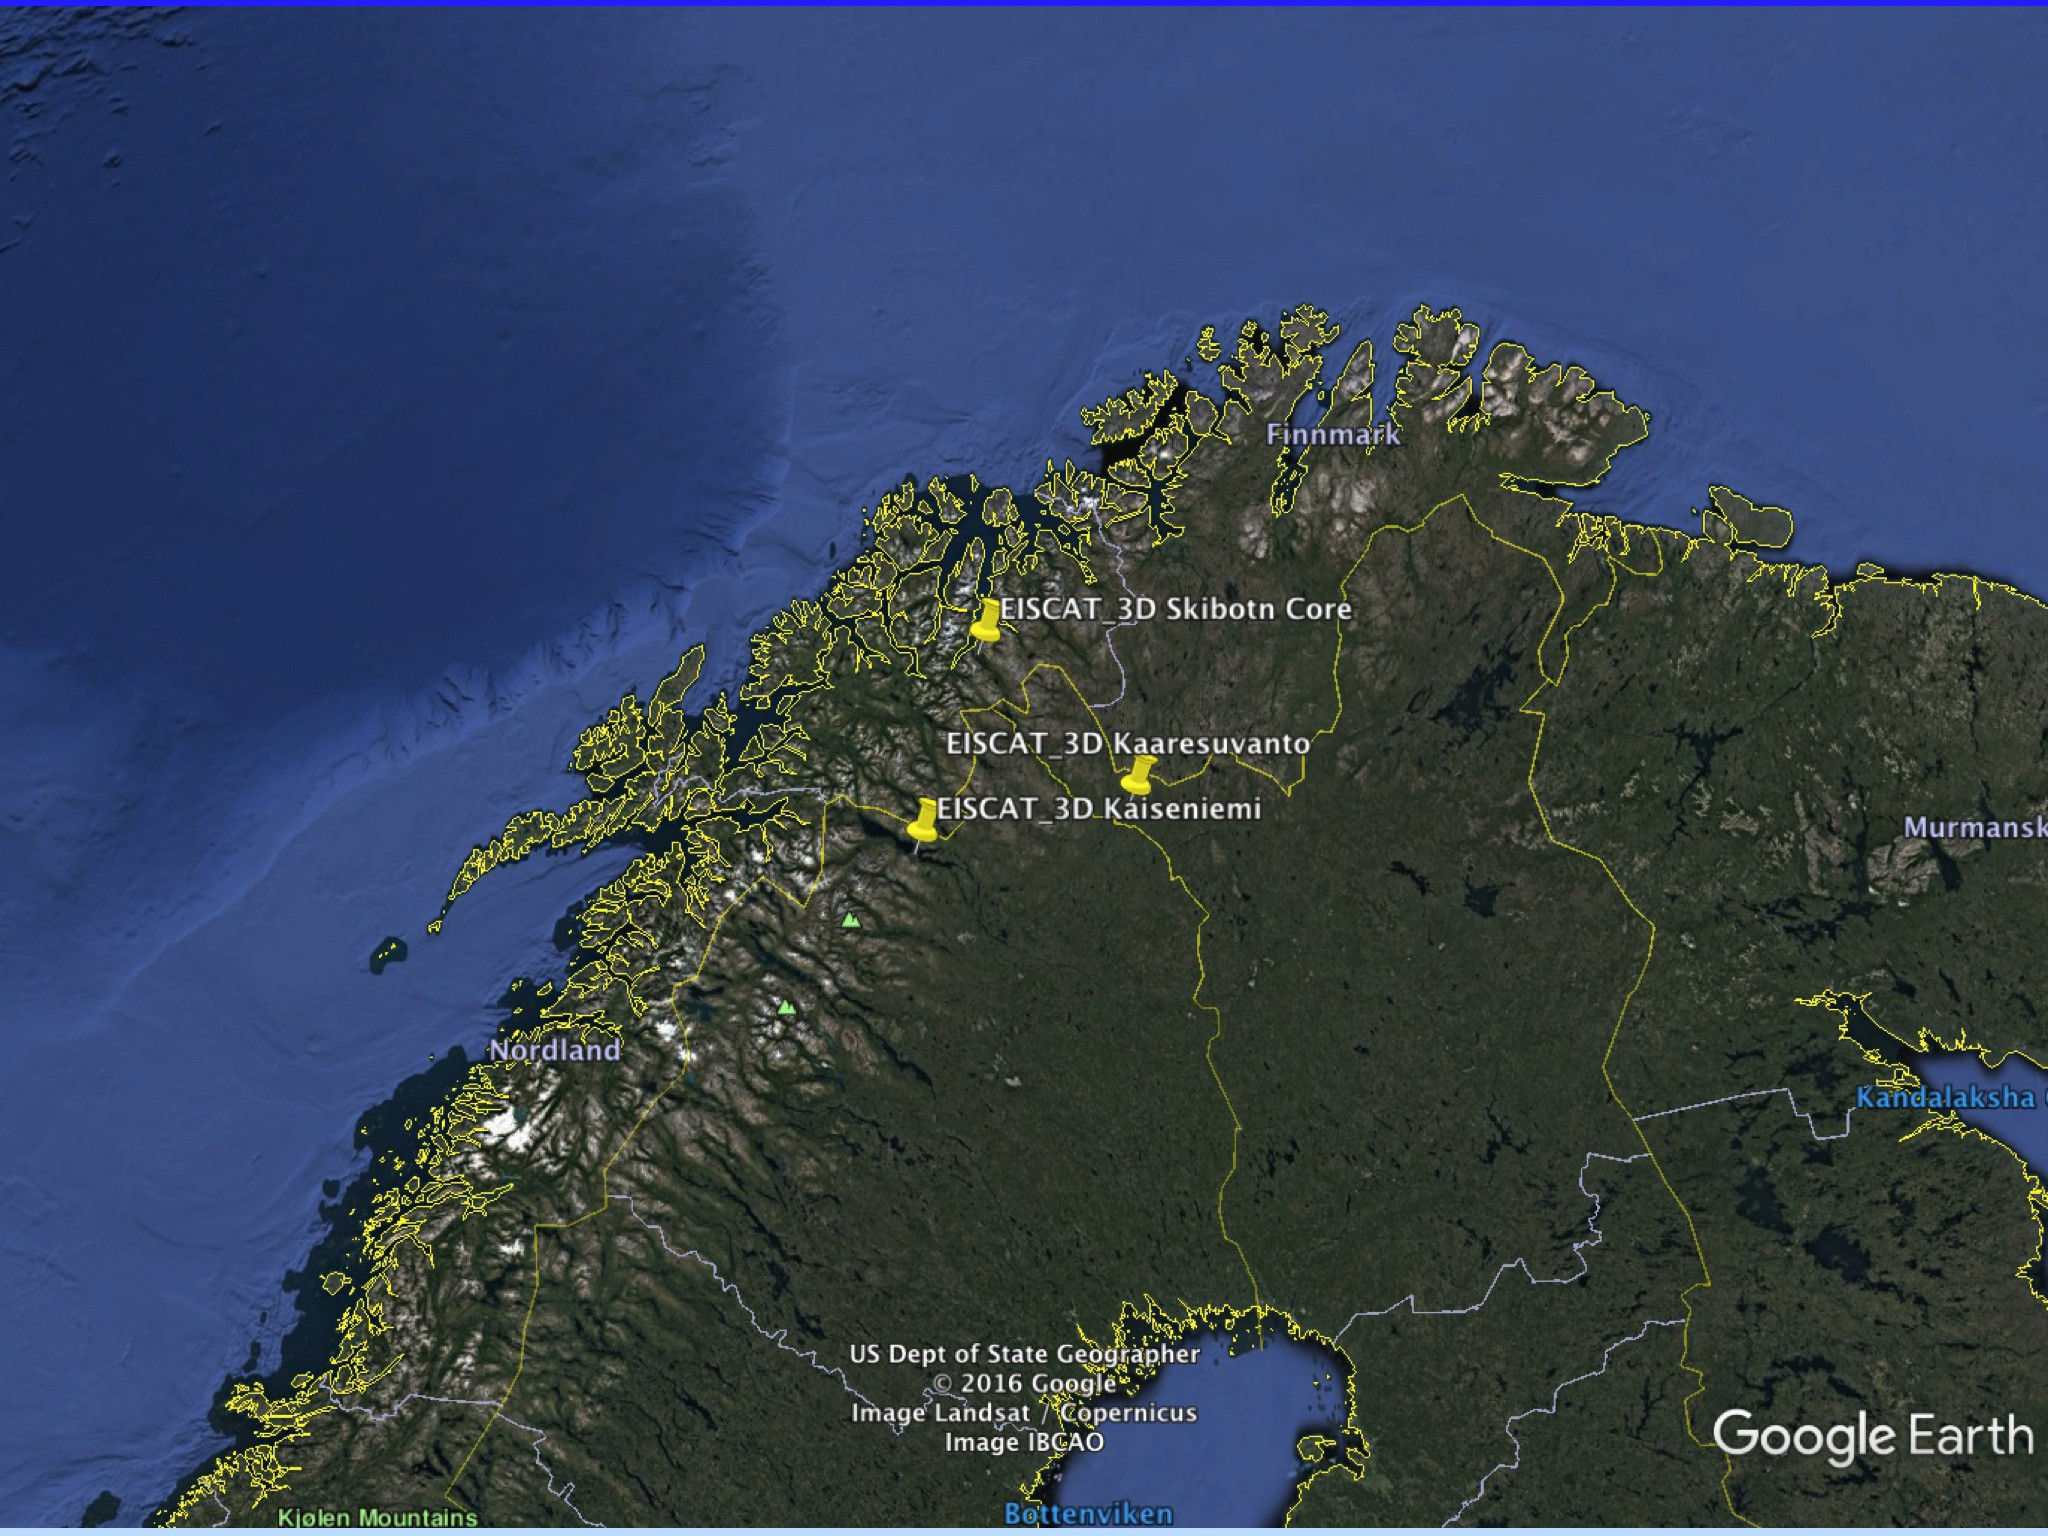 Finnmark
EISCAT_3D Skibotn Core
EISCAT_3D Kaaresuvanto
EISCAT_3D Kaiseniemi
Murmansk
Nordland
Kandalaksha
US Dept of State Geographer
© 2016 Google
Image Landsat / Copernicus
Image IBCAO
Google Earth
Bottenviken
Kjølen Mountains